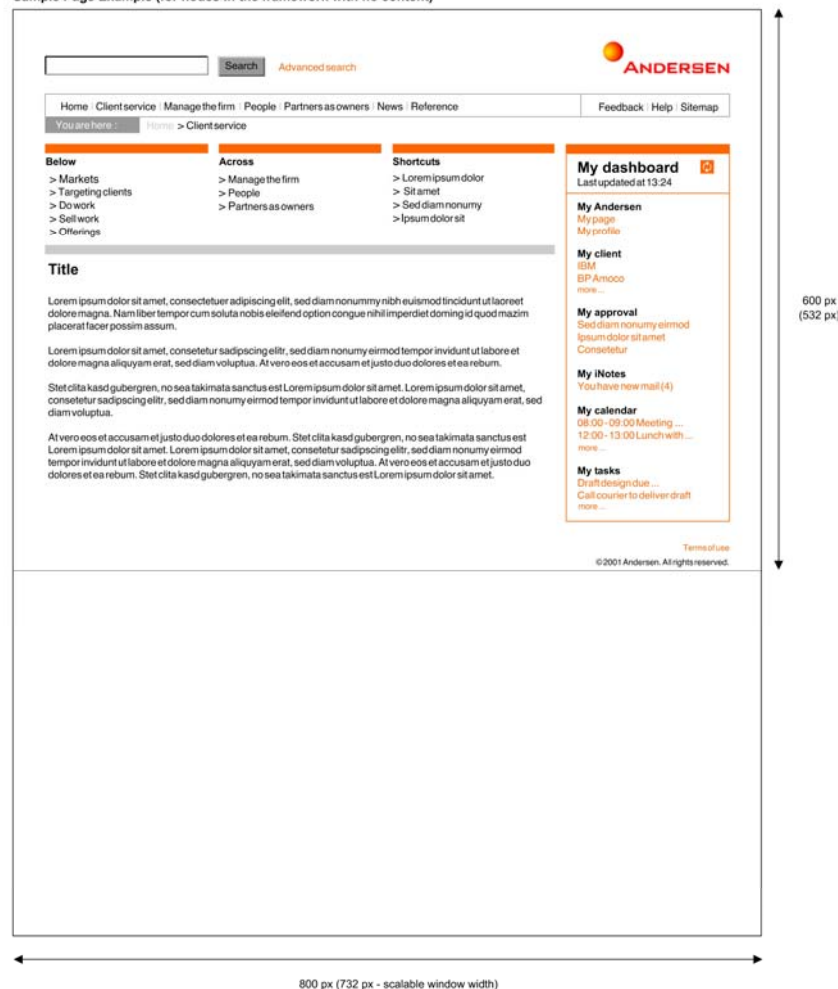 Sample Page Example (for nodes in the framework with no content)
Search
Advanced search
ANDERSEN
Home | Client service | Manage the firm | People | Partners as owners | News | Reference
Feedback | Help | Sitemap
You are here :
Home > Client service
Below
> Markets
> Targeting clients
> Do work
> Sell work
> Offerings
Across
> Manage the firm
> People
> Partners as owners
Shortcuts
> Lorem ipsum dolor
> Sit amet
> Sed diam nonumy
> Ipsum dolor sit
Title
Lorem ipsum dolor sit amet, consectetuer adipiscing elit, sed diam nonummy nibh euismod tincidunt ut laoreet
dolore magna. Nam liber tempor cum soluta nobis eleifend option congue nihil imperdiet doming id quod mazim
placerat facer possim assum.
Lorem ipsum dolor sit amet, consetetur sadipscing elitr, sed diam nonumy eirmod tempor invidunt ut labore et
dolore magna aliquyam erat, sed diam voluptua. At vero eos et accusam et justo duo dolores et ea rebum.
Stet clita kasd gubergren, no sea takimata sanctus est Lorem ipsum dolor sit amet. Lorem ipsum dolor sit amet,
consetetur sadipscing elitr, sed diam nonumy eirmod tempor invidunt ut labore et dolore magna aliquyam erat, sed
diam voluptua.
At vero eos et accusam et justo duo dolores et ea rebum. Stet clita kasd gubergren, no sea takimata sanctus est
Lorem ipsum dolor sit amet. Lorem ipsum dolor sit amet, consetetur sadipscing elitr, sed diam nonumy eirmod
tempor invidunt ut labore et dolore magna aliquyam erat, sed diam voluptua. At vero eos et accusam et justo duo
dolores et ea rebum. Stet clita kasd gubergren, no sea takimata sanctus est Lorem ipsum dolor sit amet.
My dashboard
Last updated at 13:24
My Andersen
My page
My profile
My client
IBM
BP Amoco
more ...
My approval
Sed diam nonumy eirmod
Ipsum dolor sit amet
Consetetur
My iNotes
You have new mail (4)
My calendar
08:00 - 09:00 Meeting ...
12:00 - 13:00 Lunch with ...
more ...
My tasks
Draft design due ...
Call courier to deliver draft
more ...
Terms of use
© 2001 Andersen. All rights reserved.
600 px
(532 px)
800 px (732 px - scalable window width)